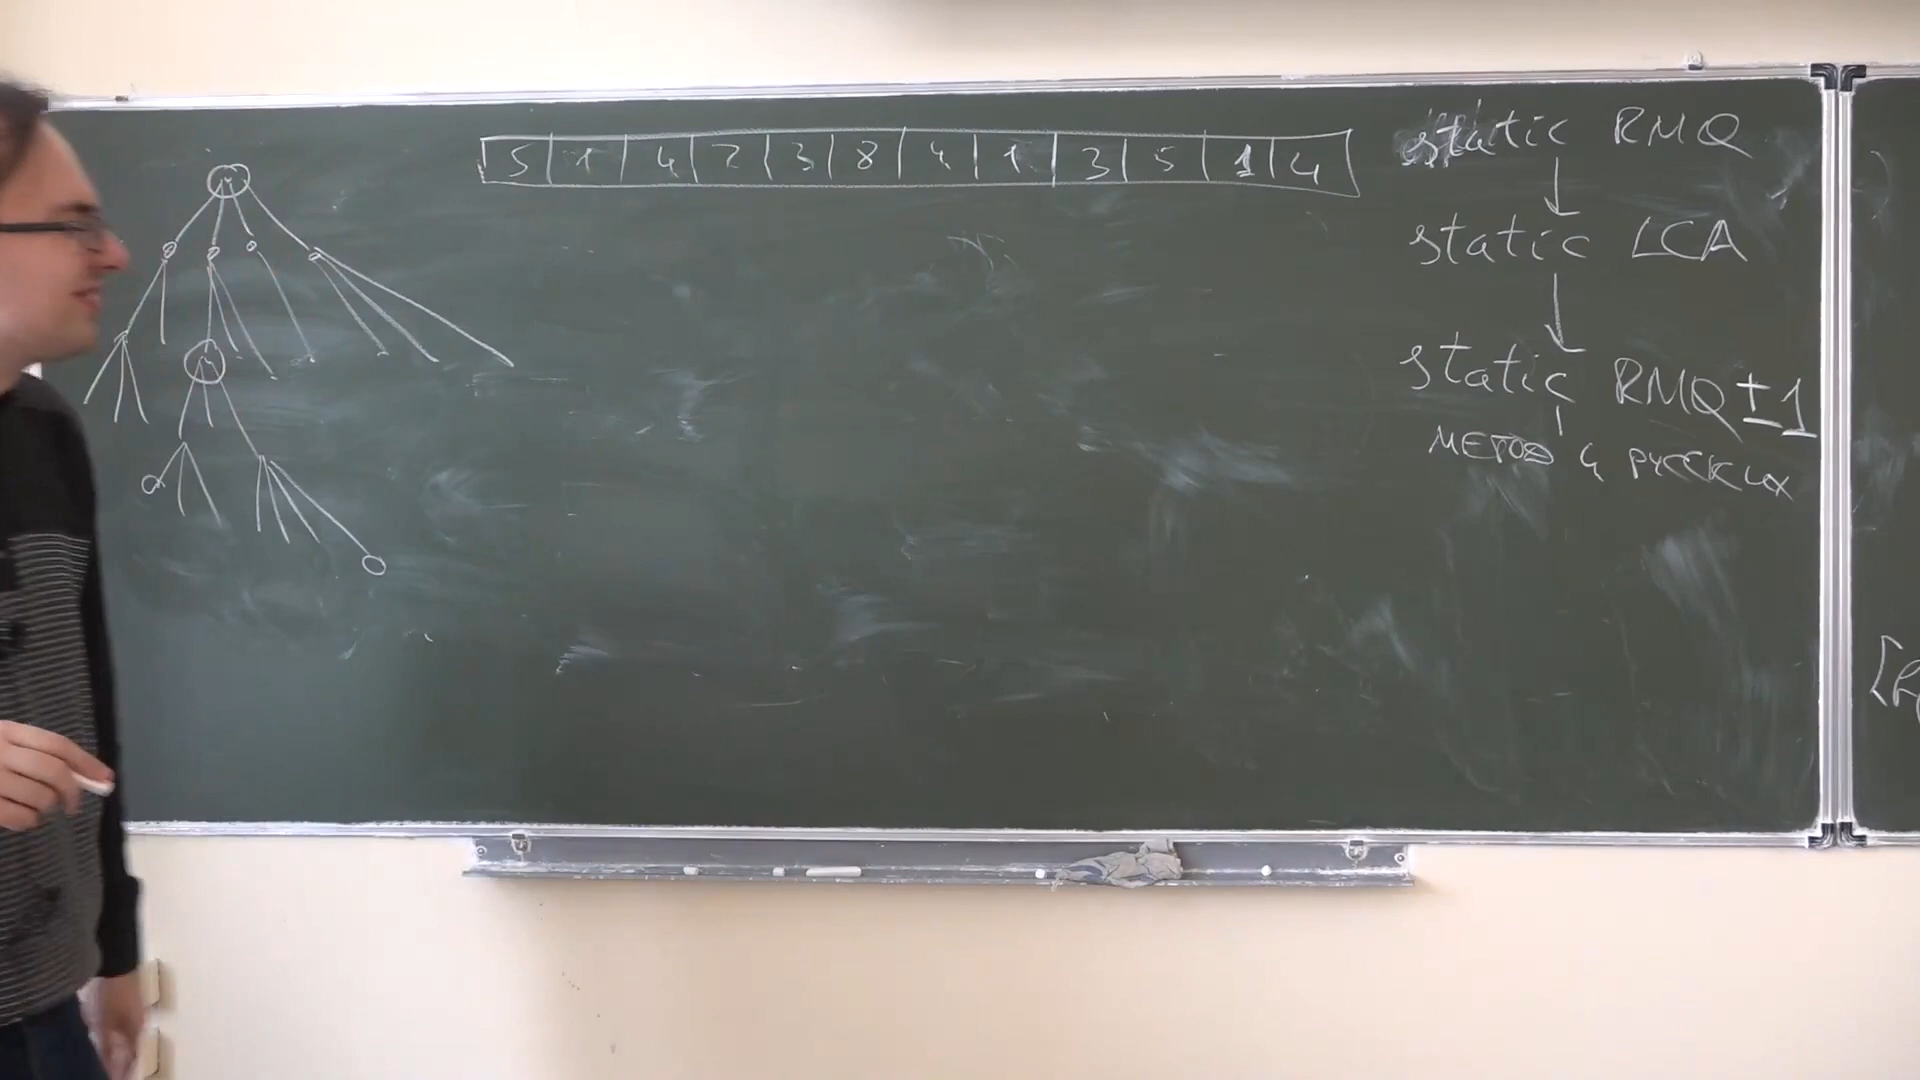 5 1 4 2 3 8 4 1 3 5 1 4
static RMQ
static LCA
static RMQ ±1
МЕТОД 4 РУССКИХ